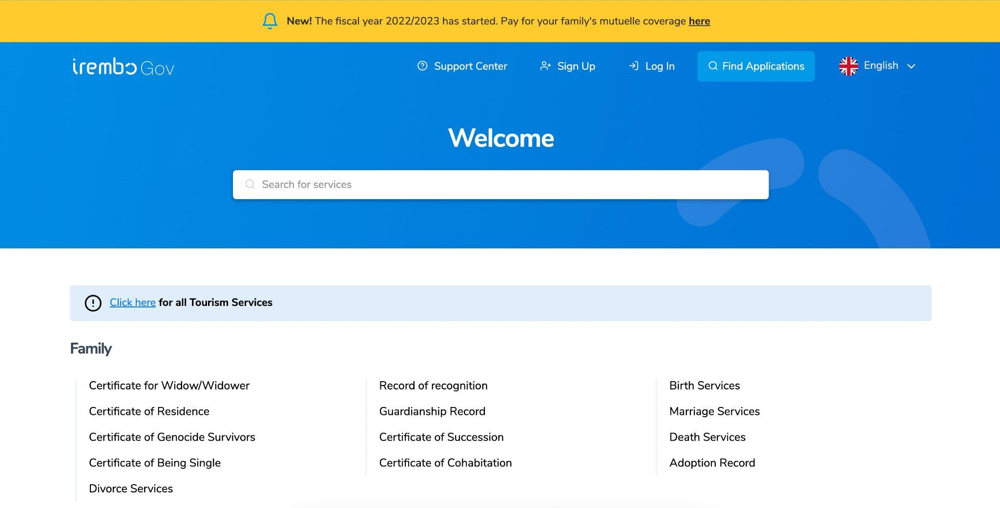 New! The fiscal year 2022/2023 has started. Pay for your family's mutuelle coverage here
irembo Gov
Support Center
Sign Up
Log In
Find Applications
English
Welcome
Search for services
Click here for all Tourism Services
Family
Certificate for Widow/Widower
Certificate of Residence
Certificate of Genocide Survivors
Certificate of Being Single
Divorce Services
Record of recognition
Guardianship Record
Certificate of Succession
Certificate of Cohabitation
Birth Services
Marriage Services
Death Services
Adoption Record